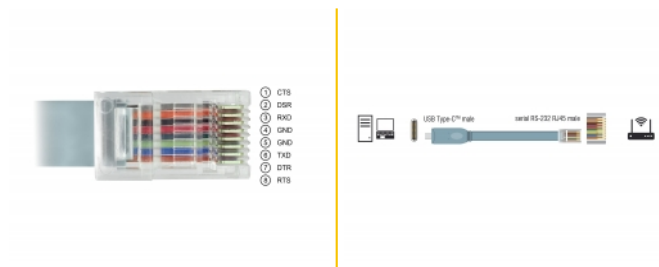 1 CTS
2 DSR
3 RXD
4 GND
5 GND
6 TXD
7 DTR
8 RTS
USB Type-C™ male
serial RS-232 RJ45 male